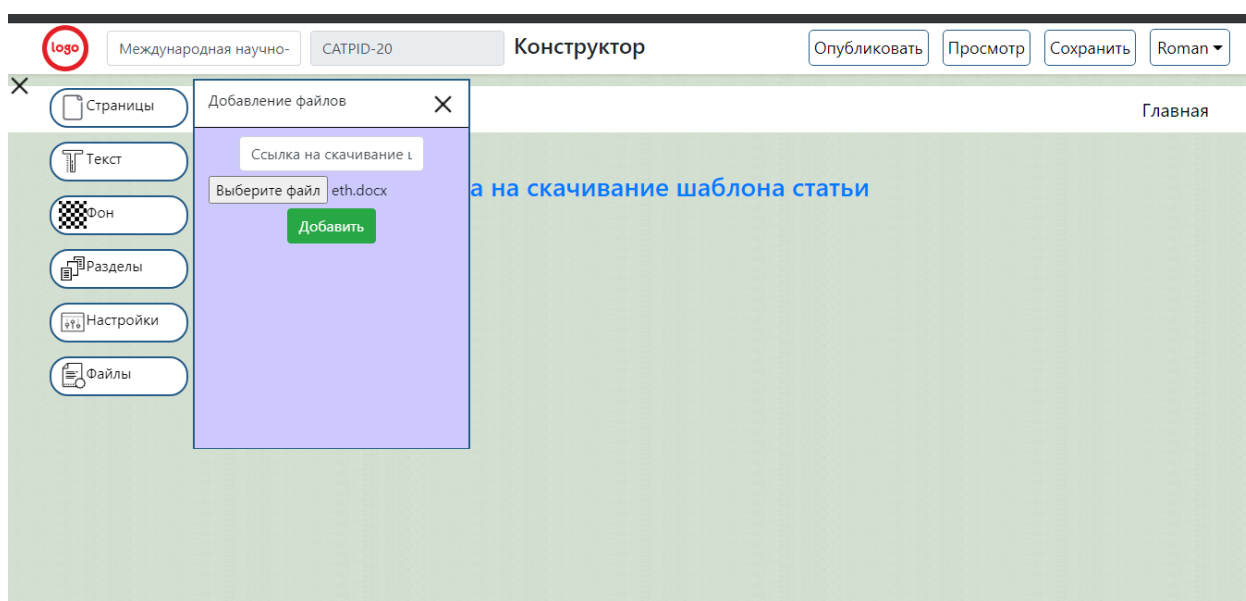 logo Международная научно- CATPID-20 Конструктор Опубликовать Просмотр Сохранить Roman
Страницы
Добавление файлов
Главная
Текст
Ссылка на скачивание
Выберите файл eth.docx
а на скачивание шаблона статьи
Фон
Добавить
Разделы
Настройки
Файлы